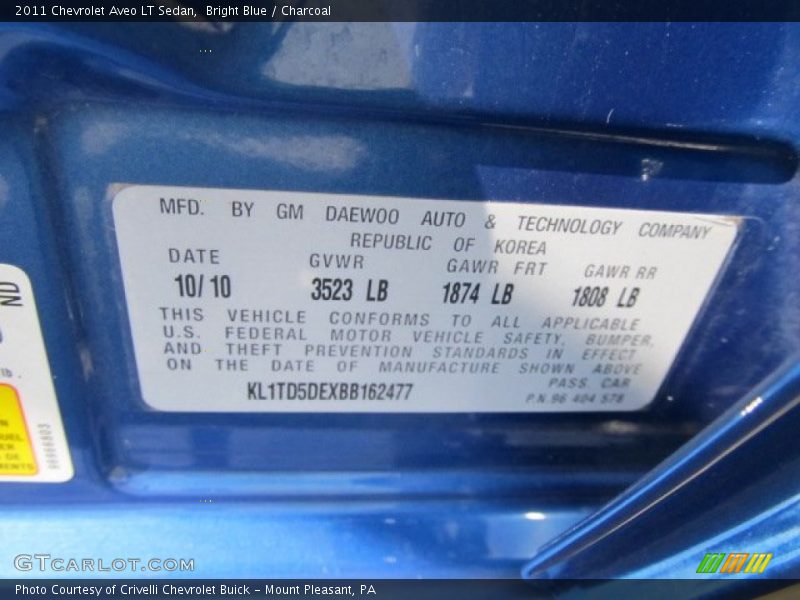 2011 Chevrolet Aveo LT Sedan,  Bright Blue / Charcoal
MFD. BY GM DAEWOO AUTO & TECHNOLOGY COMPANY
REPUBLIC OF KOREA
DATE GVWR GAWR FRT GAWR RR
10/10 3523 LB 1874 LB 1808 LB
THIS VEHICLE CONFORMS TO ALL APPLICABLE
U.S. FEDERAL MOTOR VEHICLE SAFETY, BUMPER,
AND THEFT PREVENTION STANDARDS IN EFFECT
ON THE DATE OF MANUFACTURE SHOWN ABOVE
KL1TD5DEXBB162477 PASS. CAR
P.N. 96 404 578
ND
GTCARLOT.COM
Photo Courtesy of Crivelli Chevrolet Buick – Mount Pleasant, PA